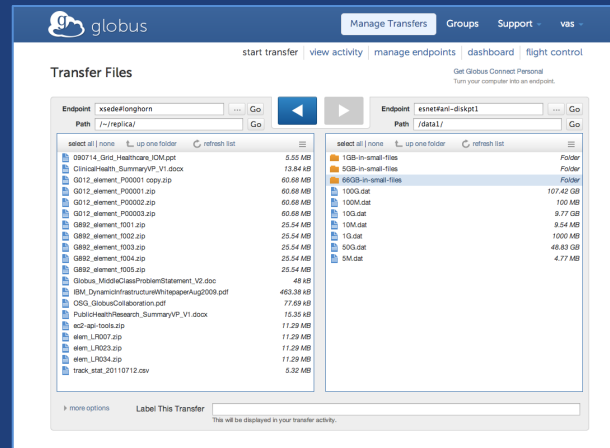 globus
Manage Transfers Groups Support vas
start transfer view activity manage endpoints dashboard flight control
Transfer Files
Get Globus Connect Personal
Turn your computer into an endpoint.
Endpoint xsede#longhorn ... Go
Path /~/replica/ Go
select all | none up one folder refresh list
090714_Grid_Healthcare_IOM.ppt 5.55 MB
ClinicalHealth_SummaryVP_V1.docx 13.84 kB
G012_element_P00001 copy.zip 60.68 MB
G012_element_P00001.zip 60.68 MB
G012_element_P00002.zip 60.68 MB
G012_element_P00003.zip 60.68 MB
G892_element_f001.zip 25.54 MB
G892_element_f002.zip 25.54 MB
G892_element_f003.zip 25.54 MB
G892_element_f004.zip 25.54 MB
G892_element_f005.zip 25.54 MB
Globus_MiddleClassProblemStatement_V2.doc 48 kB
IBM_DynamicInfrastructureWhitepaperAug2009.pdf 463.38 kB
OSG_GlobusCollaboration.pdf 77.69 kB
PublicHealthResearch_SummaryVP_V1.docx 15.35 kB
ec2-api-tools.zip 11.29 MB
elem_LR007.zip 11.29 MB
elem_LR023.zip 11.29 MB
elem_LR034.zip 11.29 MB
track_stat_20110712.csv 5.32 MB
Endpoint esnet#anl-diskpt1 ... Go
Path /data1/ Go
select all | none up one folder refresh list
1GB-in-small-files Folder
5GB-in-small-files Folder
66GB-in-small-files Folder
100G.dat 107.42 GB
100M.dat 100 MB
10G.dat 9.77 GB
10M.dat 9.54 MB
1G.dat 1000 MB
50G.dat 48.83 GB
5M.dat 4.77 MB
more options Label This Transfer
This will be displayed in your transfer activity.